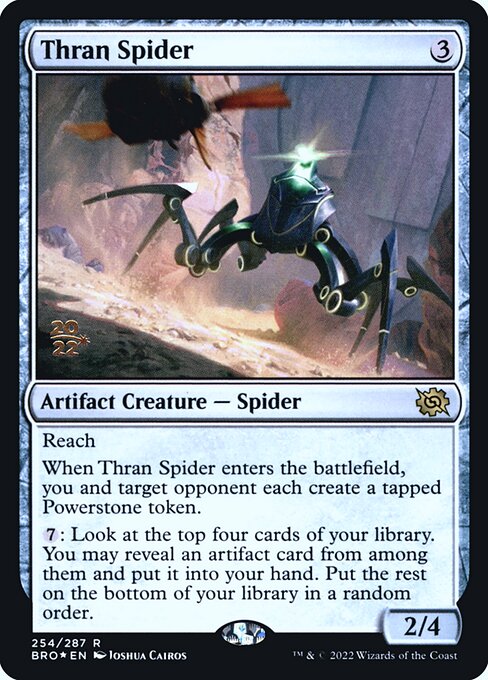 Thran Spider 3
20
22
Artifact Creature — Spider
Reach
When Thran Spider enters the battlefield,
you and target opponent each create a tapped
Powerstone token.
7: Look at the top four cards of your library.
You may reveal an artifact card from among
them and put it into your hand. Put the rest
on the bottom of your library in a random
order.
2/4
254/287 R
BRO★EN Joshua Cairos
™ & © 2022 Wizards of the Coast